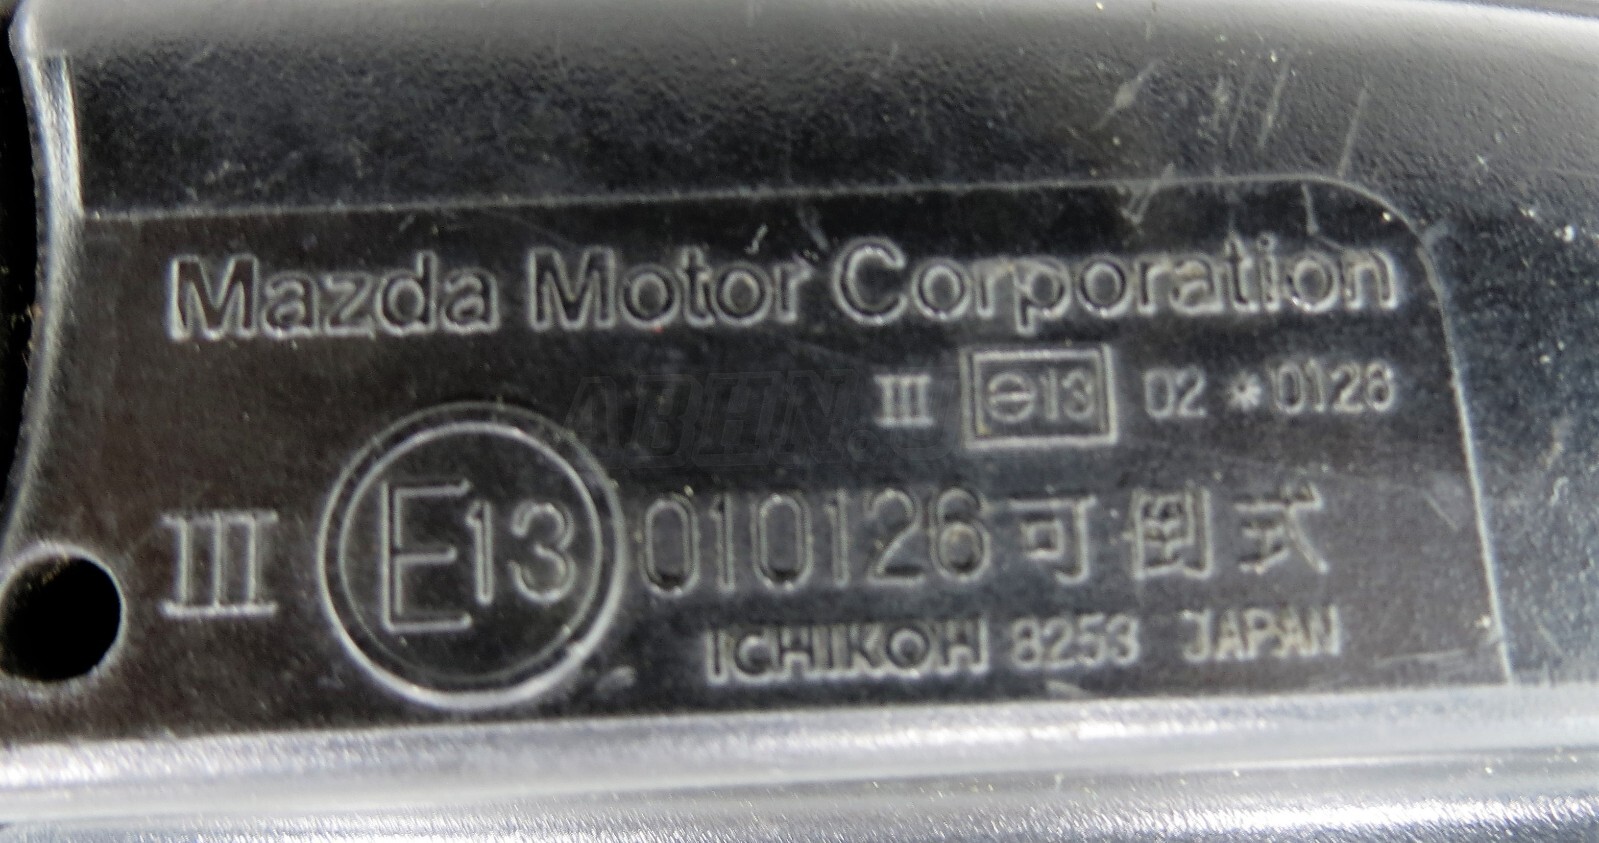 Mazda Motor Corporation
III e13 02 *0128
III E13 010126 可倒式
ICHIKOH 8253 JAPAN